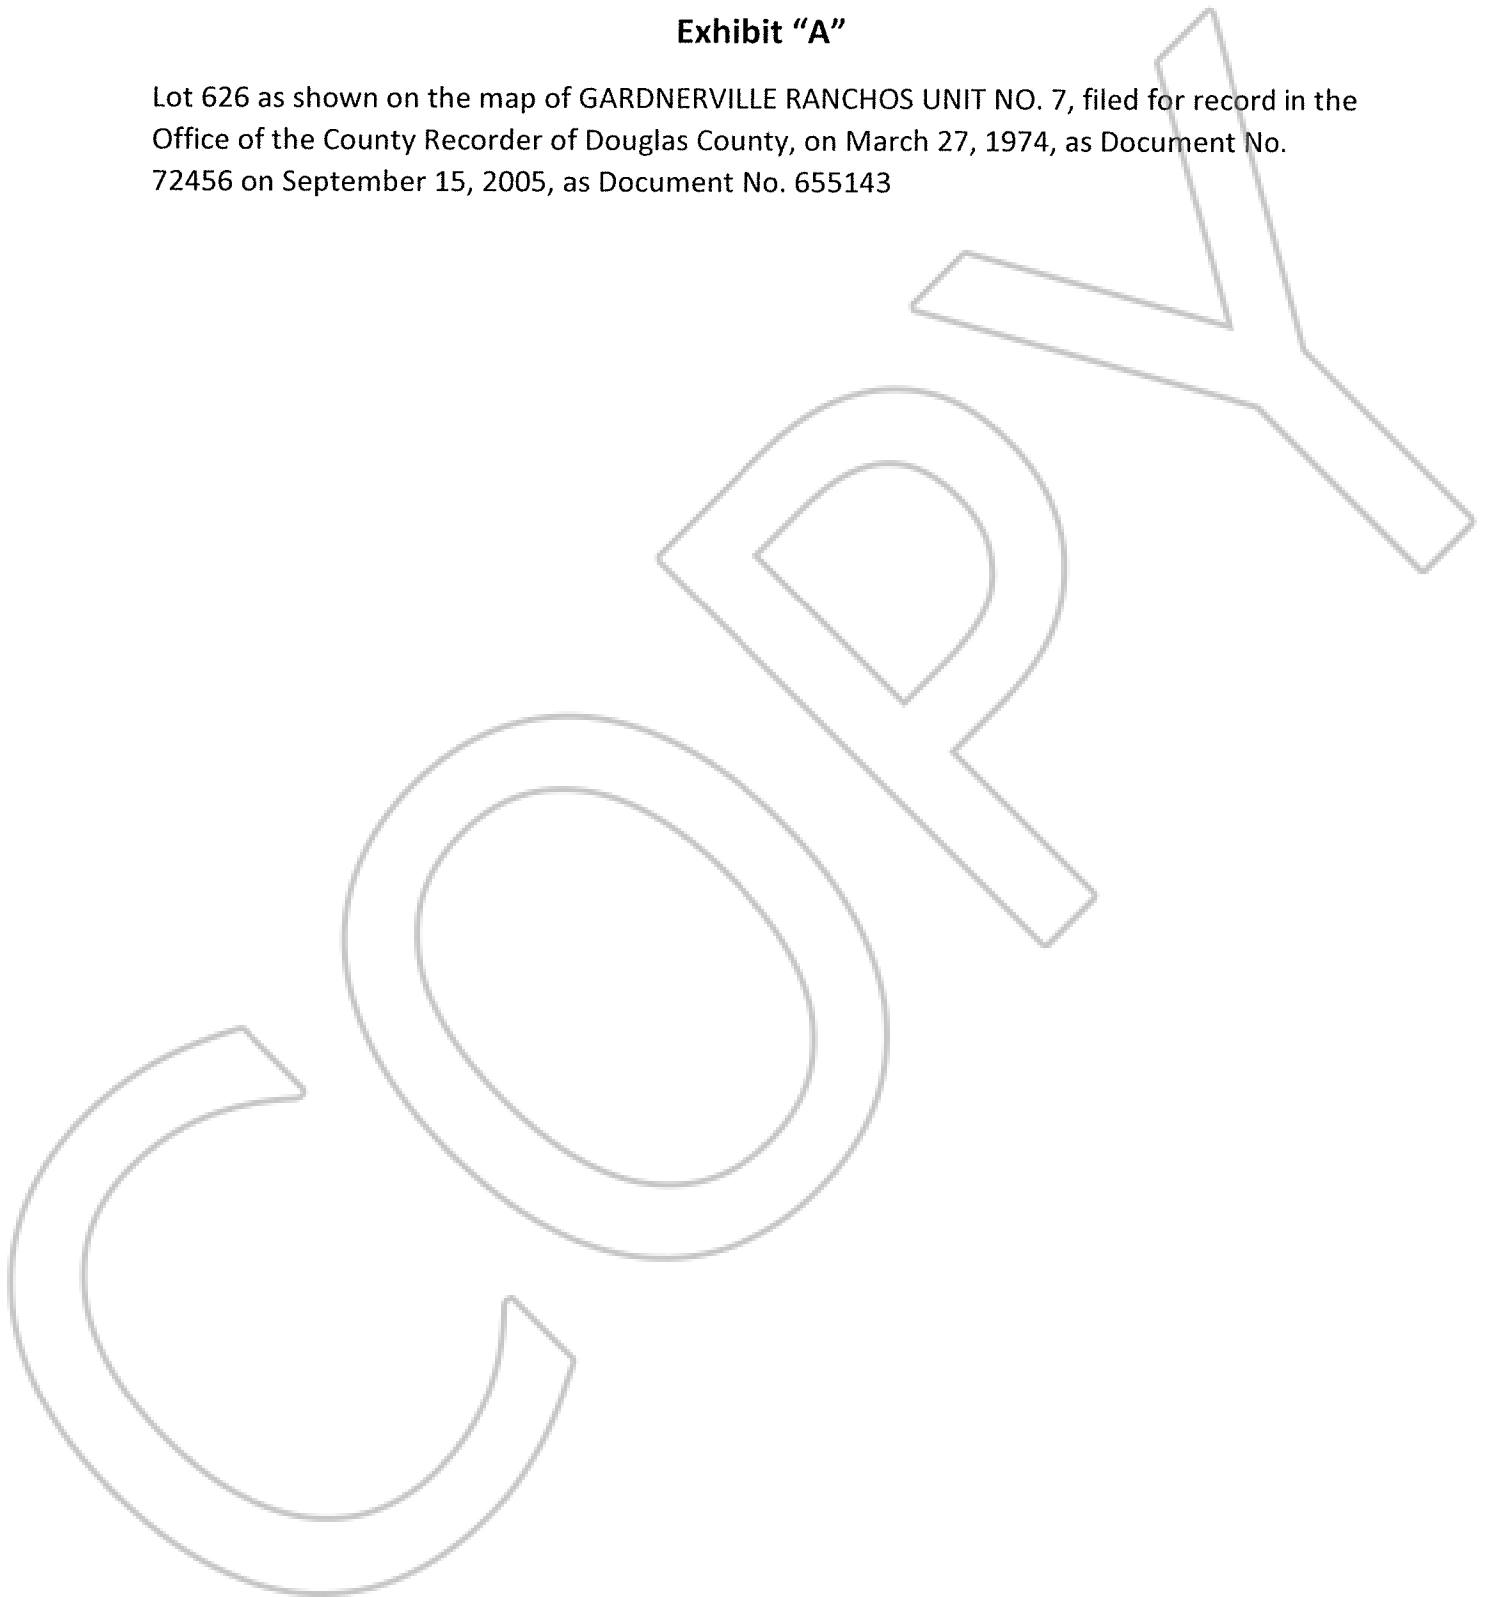 Exhibit “A”
Lot 626 as shown on the map of GARDNERVILLE RANCHOS UNIT NO. 7, filed for record in the
Office of the County Recorder of Douglas County, on March 27, 1974, as Document No.
72456 on September 15, 2005, as Document No. 655143
COPY